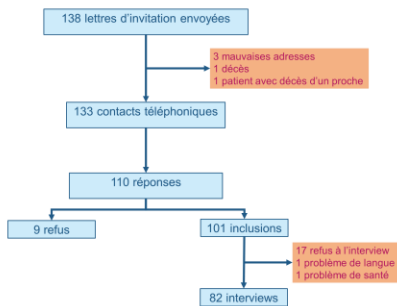 138 lettres d'invitation envoyées
3 mauvaises adresses
1 décès
1 patient avec décès d'un proche
133 contacts téléphoniques
110 réponses
9 refus
101 inclusions
17 refus à l'interview
1 problème de langue
1 problème de santé
82 interviews